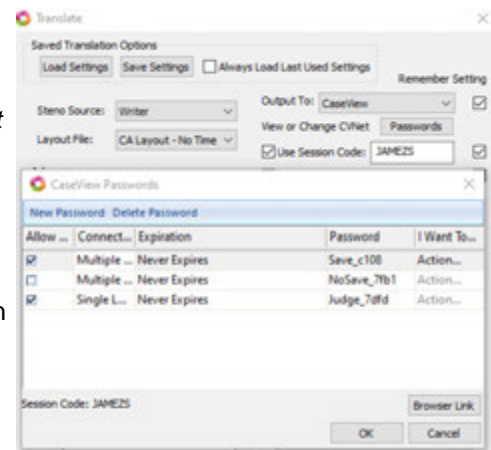 Translate
Saved Translation Options
Load Settings Save Settings Always Load Last Used Settings
Remember Setting
Steno Source: Writer Output To: CaseView
View or Change CVNet Passwords
Layout File: CA Layout - No Time Use Session Code: JAMEZS
CaseView Passwords
New Password Delete Password
Allow ... Connect... Expiration Password I Want To...
Multiple ... Never Expires Save_c108 Action...
Multiple ... Never Expires NoSave_7fb1 Action...
Single L... Never Expires Judge_7dfd Action...
Session Code: JAMEZS Browser Link
OK Cancel